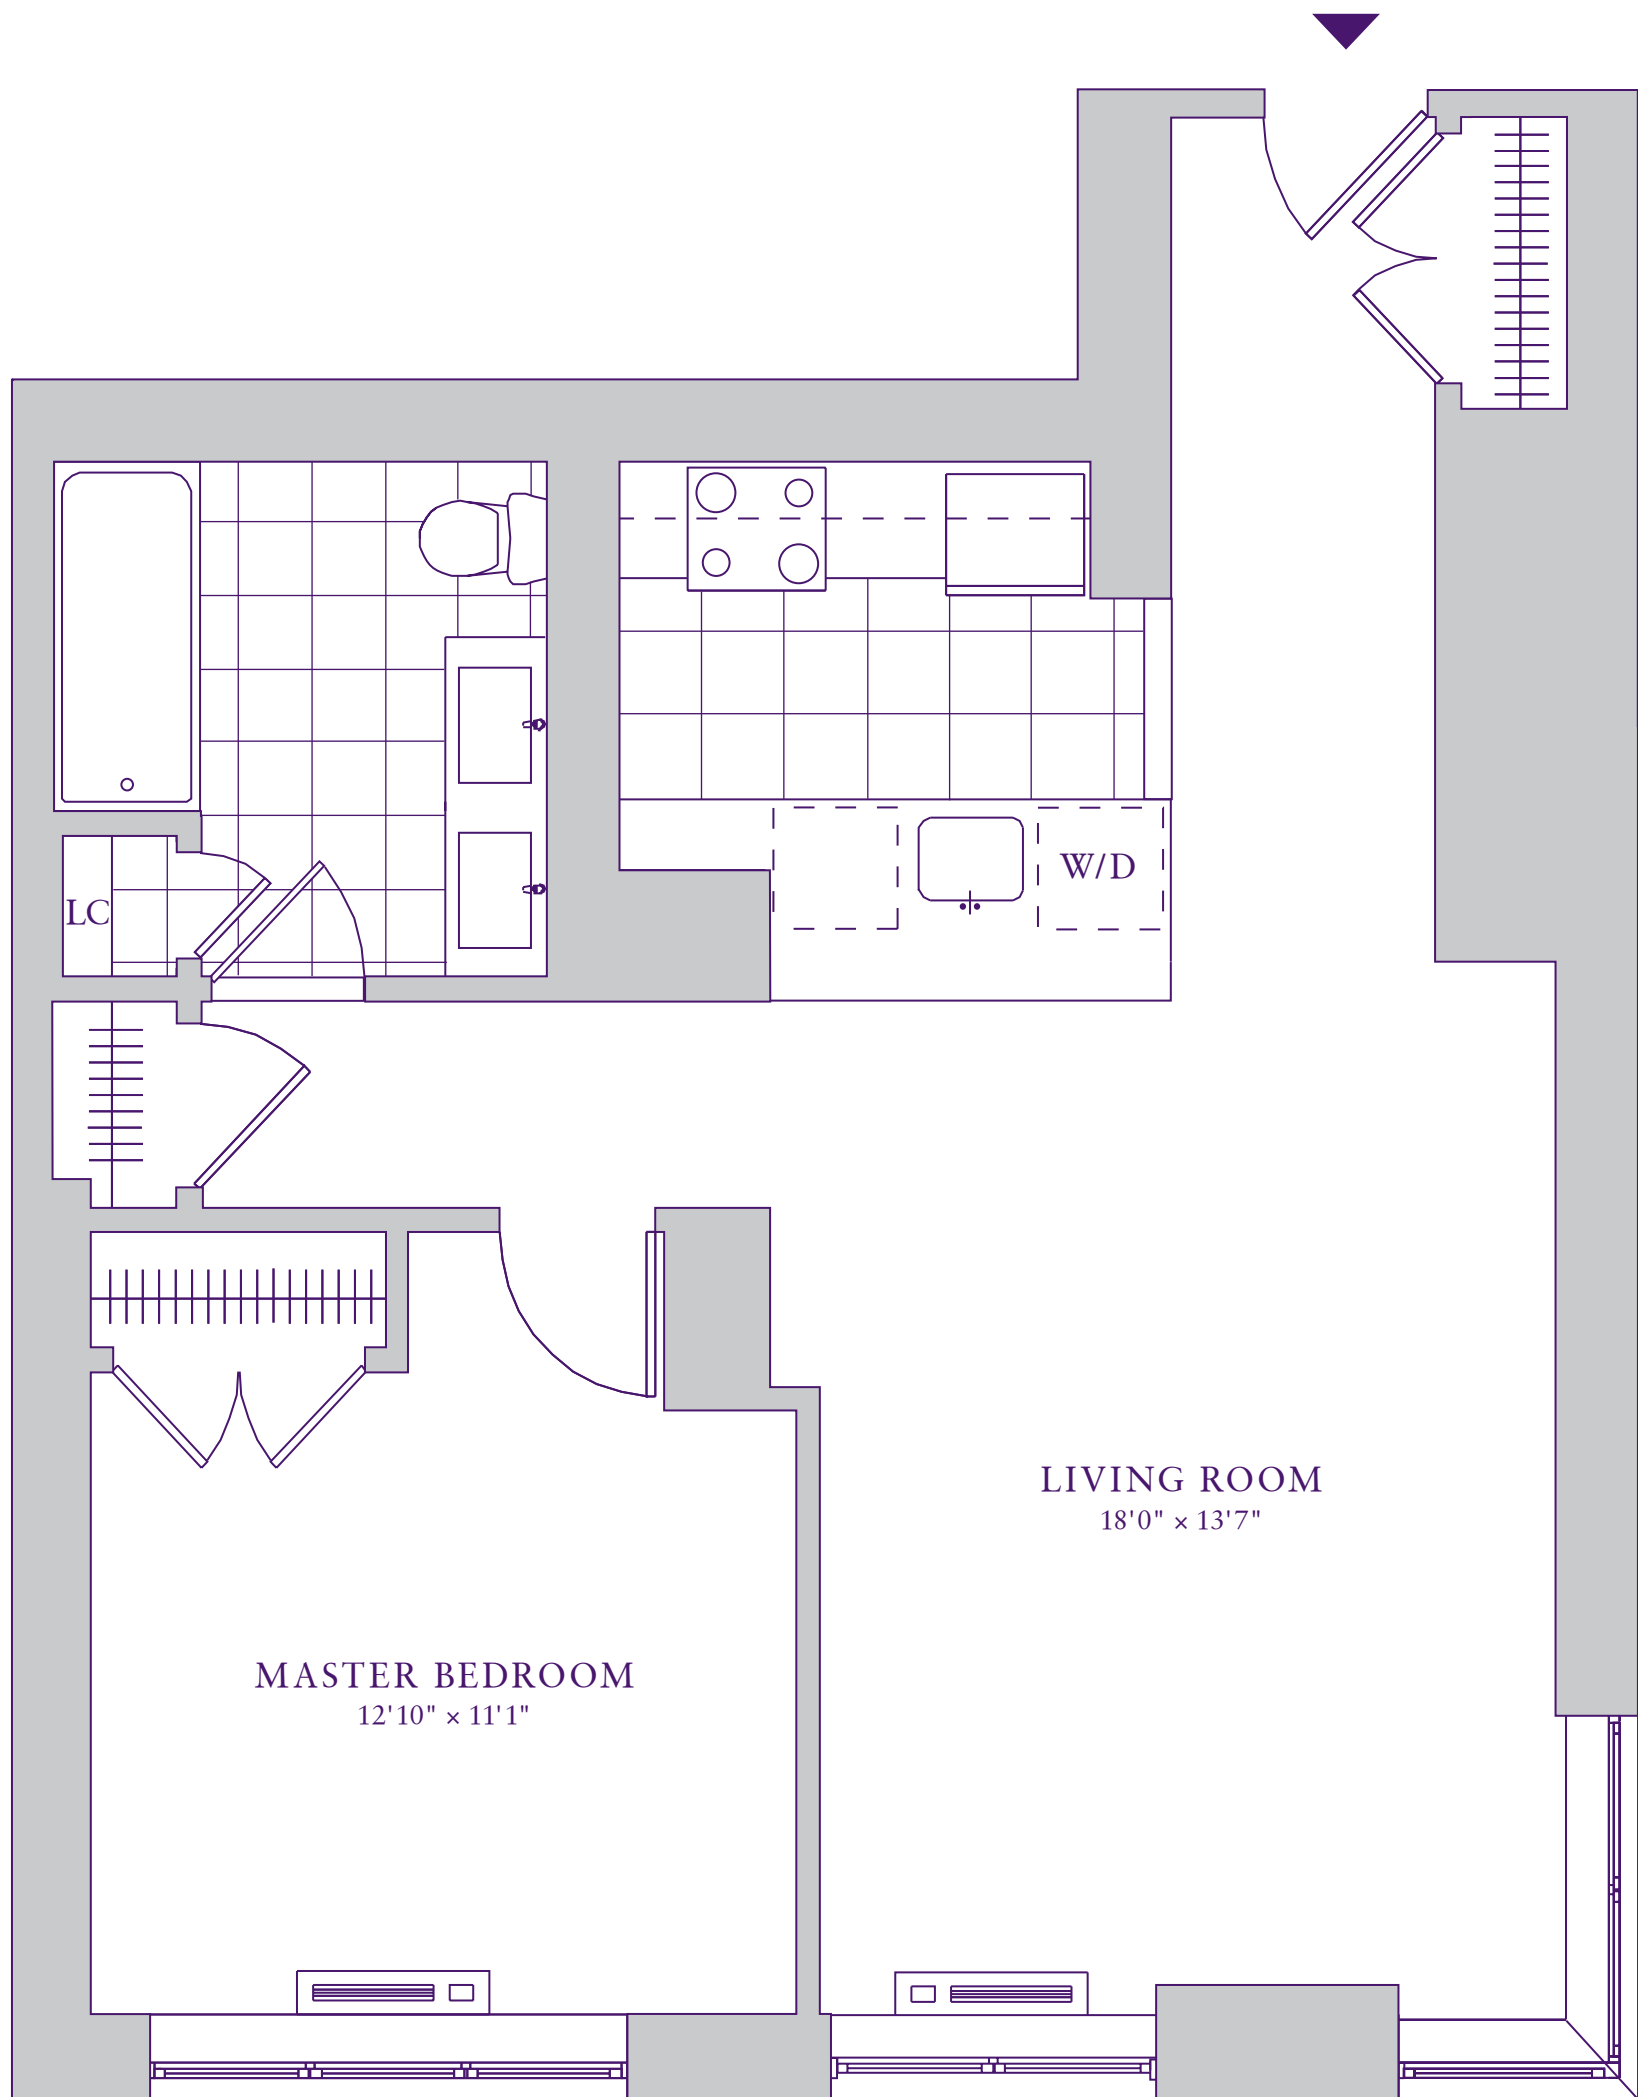 W/D
LC
LIVING ROOM
18'0" × 13'7"
MASTER BEDROOM
12'10" × 11'1"